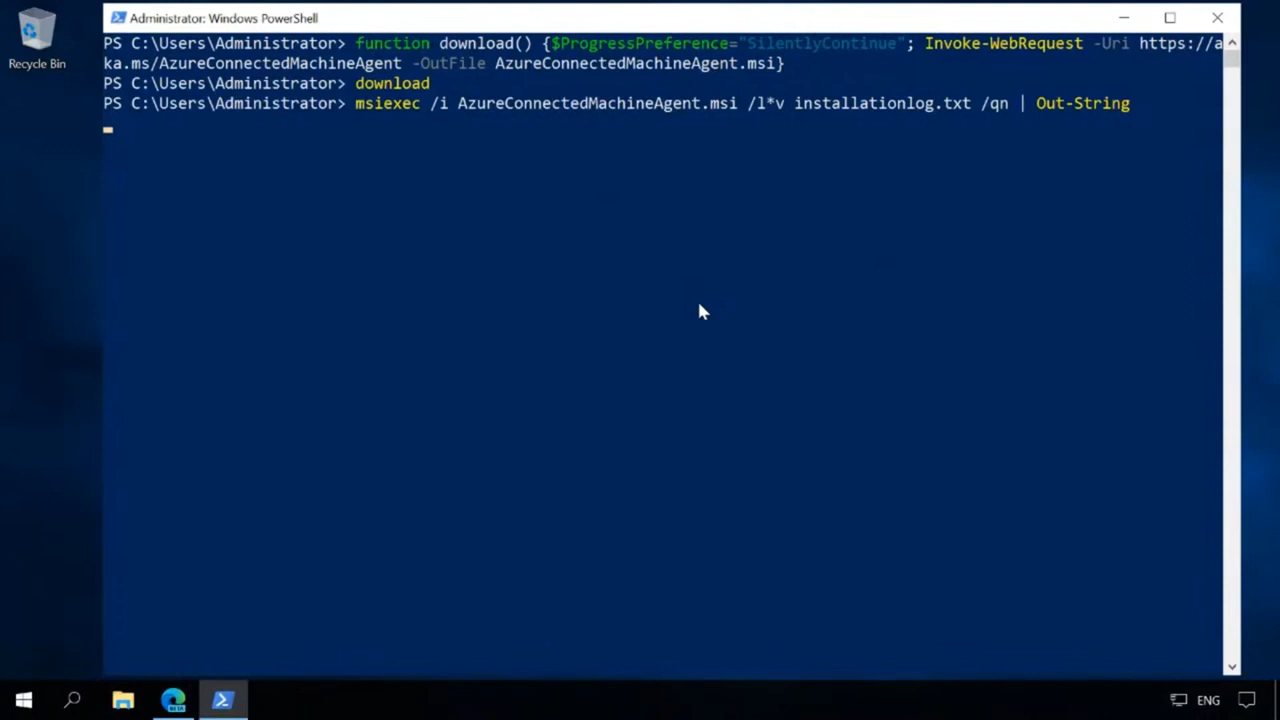 Administrator: Windows PowerShell
Recycle Bin
PS C:\Users\Administrator> function download() {$ProgressPreference="SilentlyContinue"; Invoke-WebRequest -Uri https://a
ka.ms/AzureConnectedMachineAgent -OutFile AzureConnectedMachineAgent.msi}
PS C:\Users\Administrator> download
PS C:\Users\Administrator> msiexec /i AzureConnectedMachineAgent.msi /l*v installationlog.txt /qn | Out-String
BETA
ENG